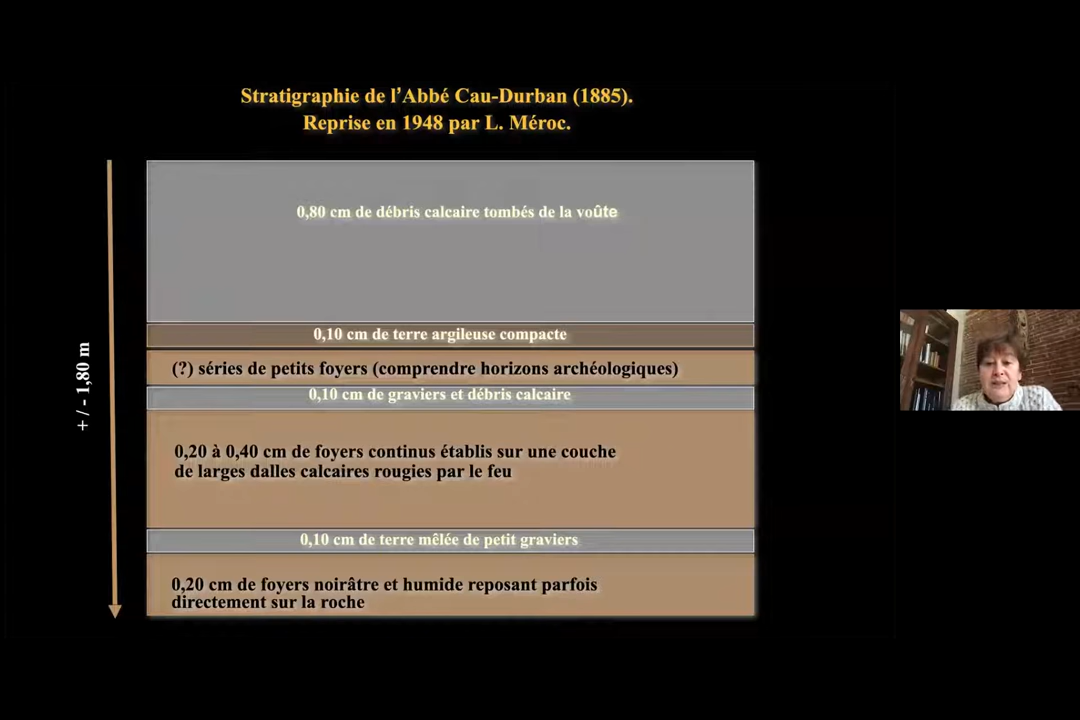 Stratigraphie de l'Abbé Cau-Durban (1885).
Reprise en 1948 par L. Méroc.
0,80 cm de débris calcaire tombés de la voûte
0,10 cm de terre argileuse compacte
(?) séries de petits foyers (comprendre horizons archéologiques)
0,10 cm de graviers et débris calcaire
0,20 à 0,40 cm de foyers continus établis sur une couche
de larges dalles calcaires rougies par le feu
0,10 cm de terre mêlée de petit graviers
0,20 cm de foyers noirâtre et humide reposant parfois
directement sur la roche
+ / - 1,80 m